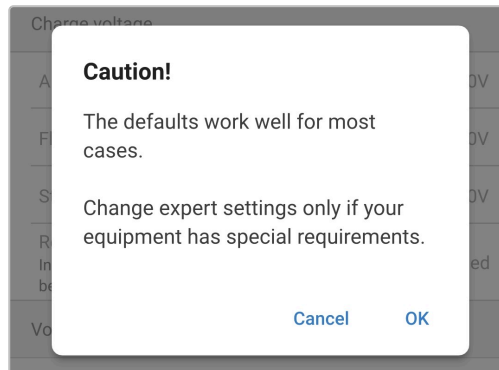 Charge voltage
Caution!
The defaults work well for most
cases.
Change expert settings only if your
equipment has special requirements.
Cancel
OK